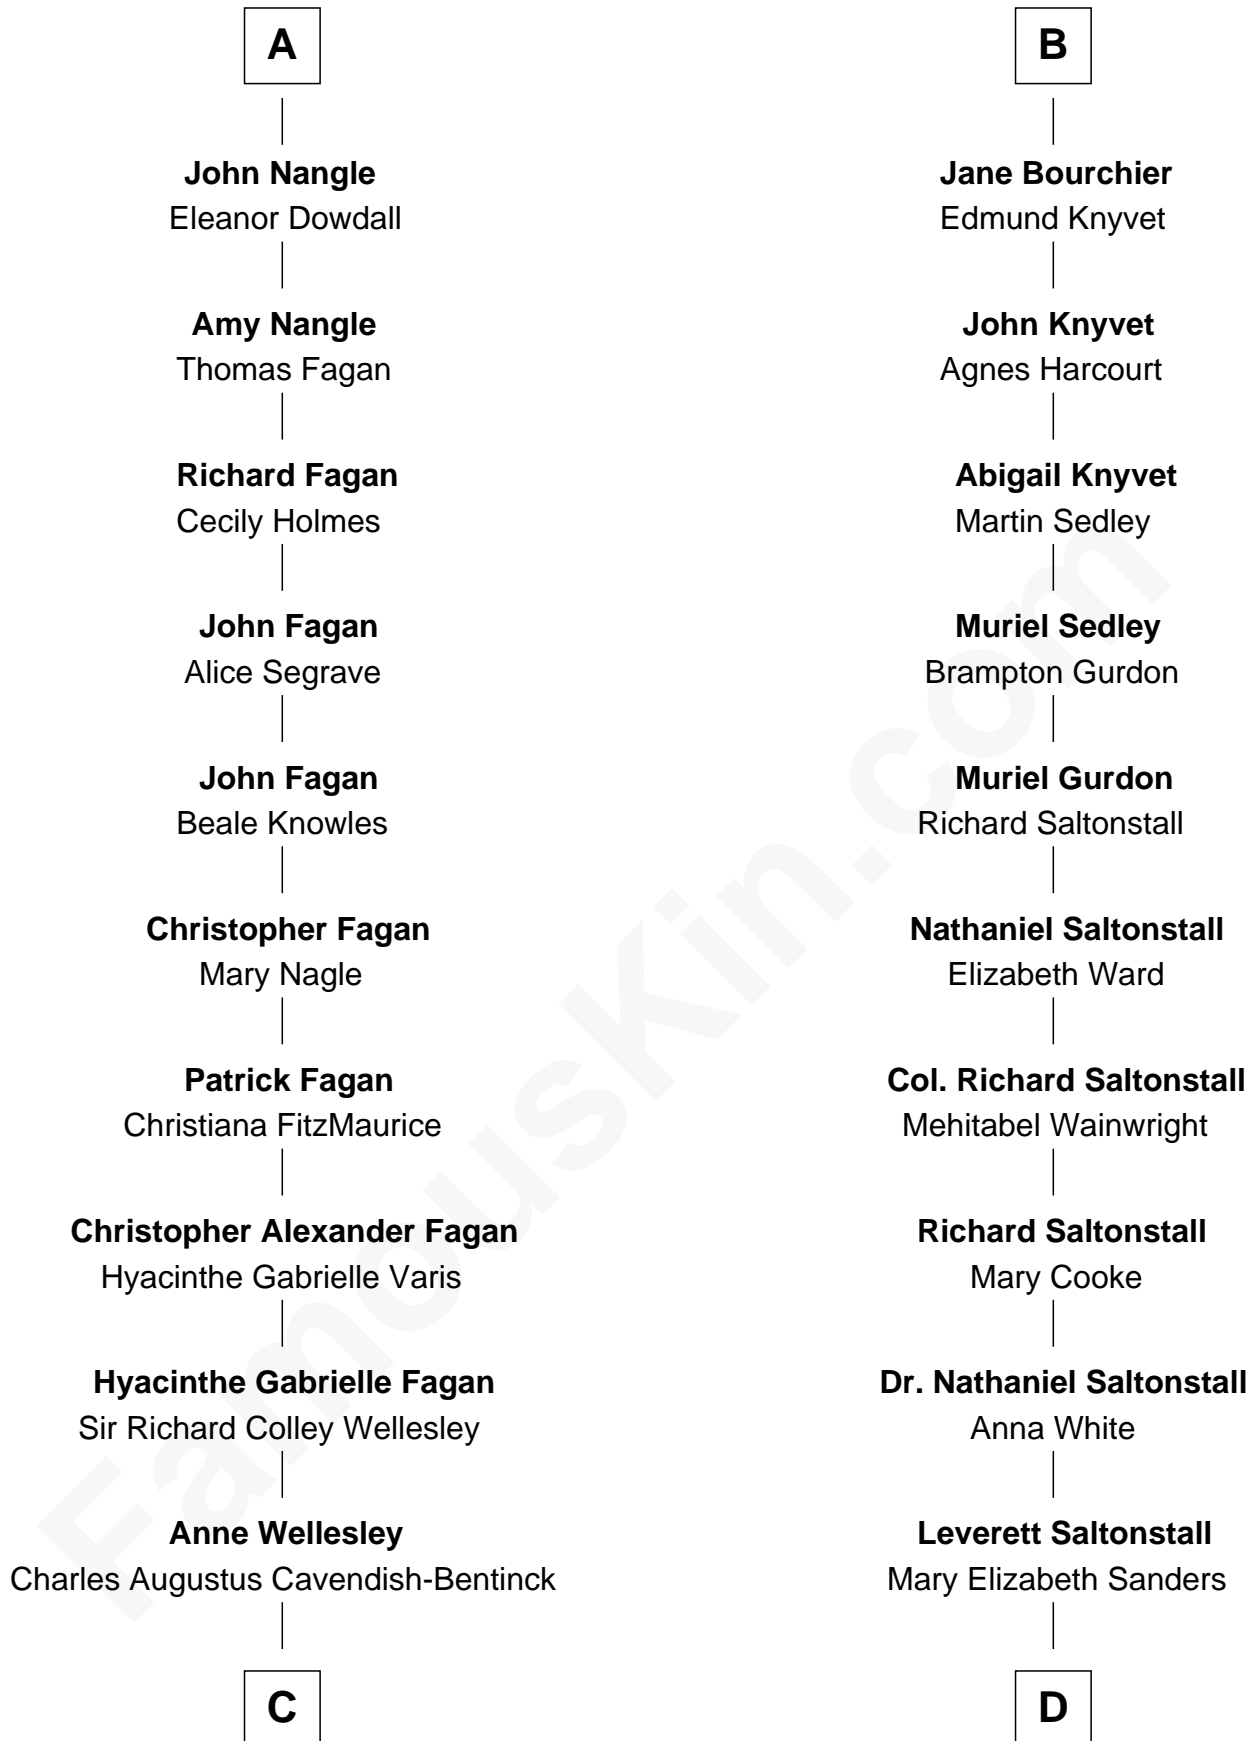 A
John Nangle
Eleanor Dowdall
Amy Nangle
Thomas Fagan
Richard Fagan
Cecily Holmes
John Fagan
Alice Segrave
John Fagan
Beale Knowles
Christopher Fagan
Mary Nagle
Patrick Fagan
Christiana FitzMaurice
Christopher Alexander Fagan
Hyacinthe Gabrielle Varis
Hyacinthe Gabrielle Fagan
Sir Richard Colley Wellesley
Anne Wellesley
Charles Augustus Cavendish-Bentinck
C
B
Jane Bourchier
Edmund Knyvet
John Knyvet
Agnes Harcourt
Abigail Knyvet
Martin Sedley
Muriel Sedley
Brampton Gurdon
Muriel Gurdon
Richard Saltonstall
Nathaniel Saltonstall
Elizabeth Ward
Col. Richard Saltonstall
Mehitabel Wainwright
Richard Saltonstall
Mary Cooke
Dr. Nathaniel Saltonstall
Anna White
Leverett Saltonstall
Mary Elizabeth Sanders
D
FamousKin.com